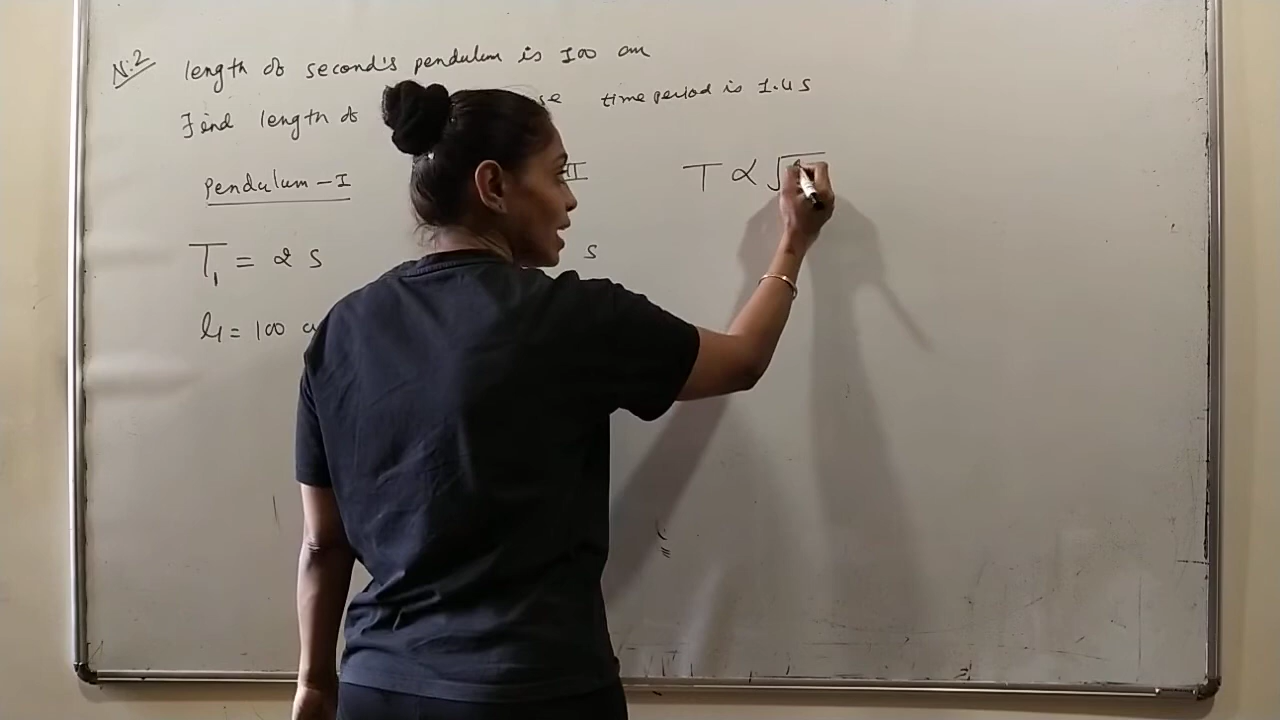 N.2 length of second's pendulum is 100 cm
Find length of se time period is 1.4 s
Pendulum - I II T ∝ √
T₁ = 2 s s
l₁ = 100 c